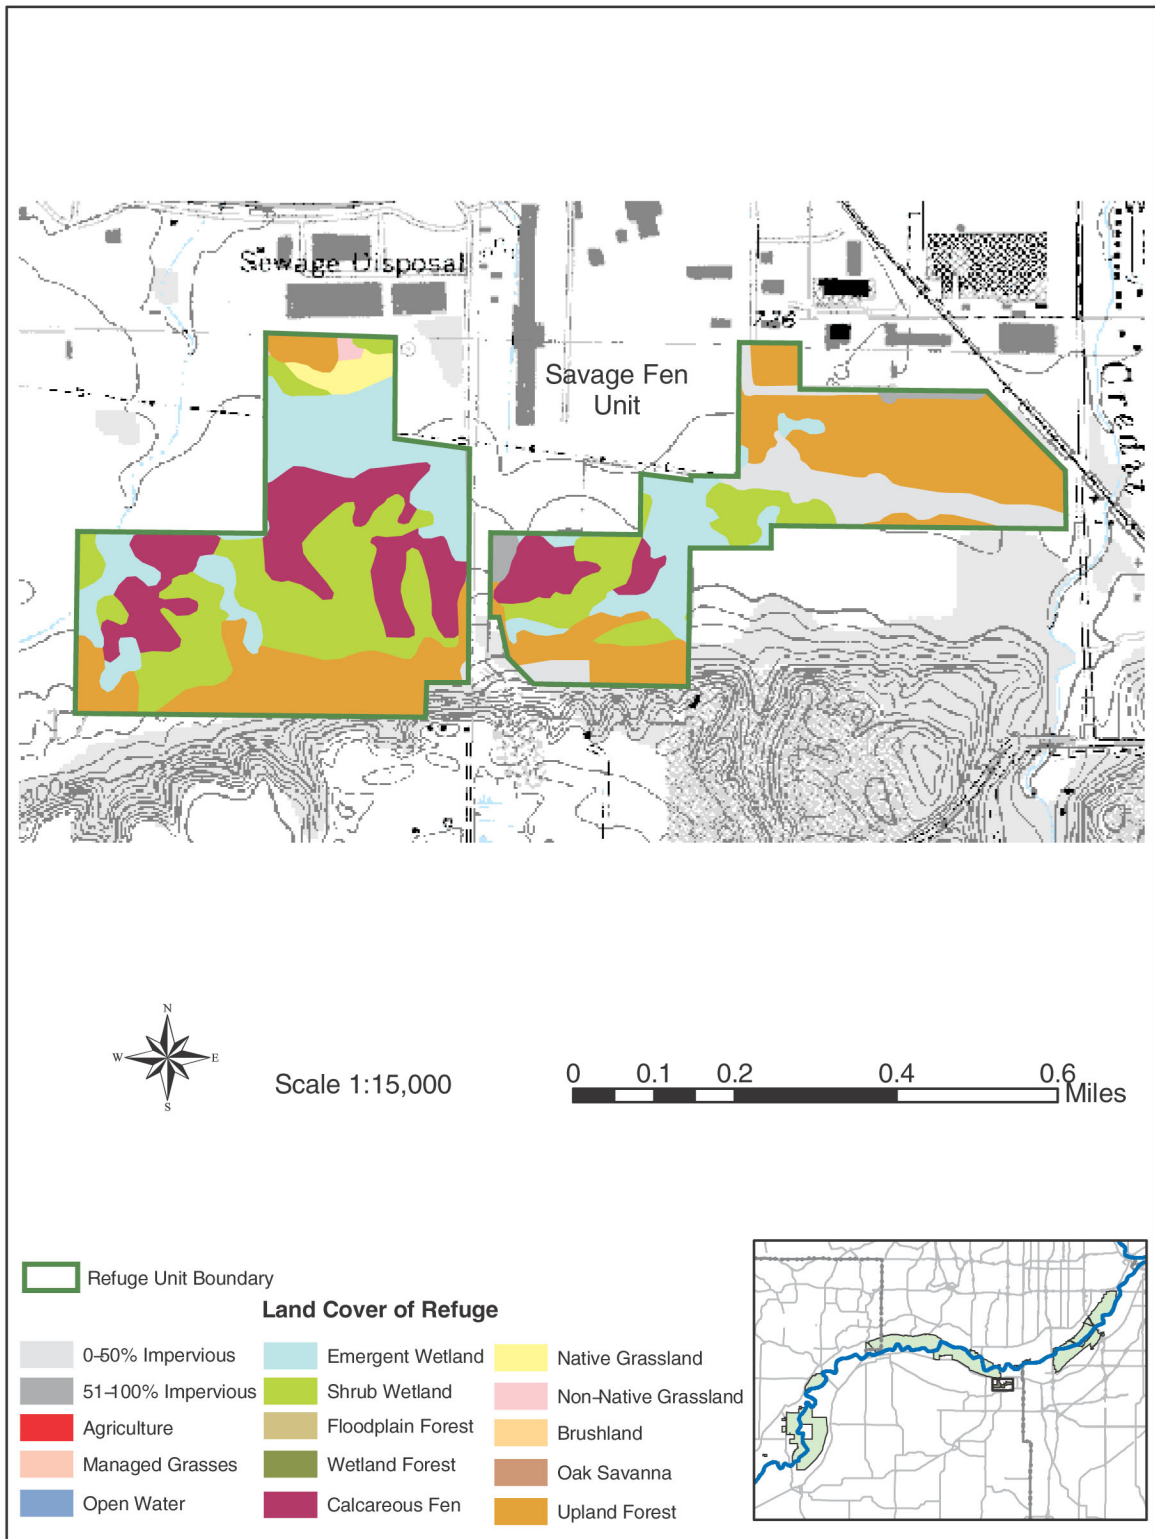 Sewage Disposal
736
Savage Fen
Unit
Credit
N
W
E
S
Scale 1:15,000
0
0.1
0.2
0.4
0.6
Miles
Refuge Unit Boundary
Land Cover of Refuge
0-50% Impervious
51-100% Impervious
Agriculture
Managed Grasses
Open Water
Emergent Wetland
Shrub Wetland
Floodplain Forest
Wetland Forest
Calcareous Fen
Native Grassland
Non-Native Grassland
Brushland
Oak Savanna
Upland Forest